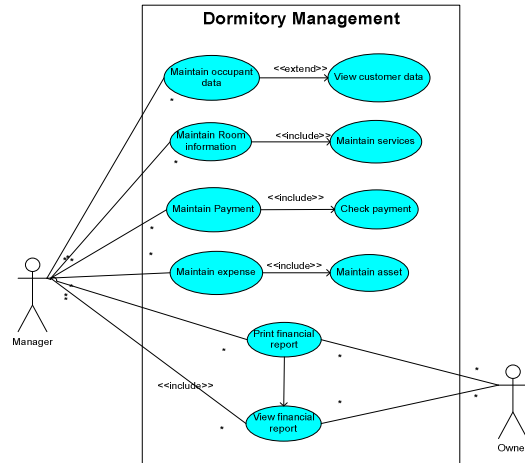 Dormitory Management
Maintain occupant
data
<<extend>>
View customer data
*
Maintain Room
information
<<include>>
Maintain services
*
Maintain Payment
<<include>>
Check payment
*
*
Maintain expense
<<include>>
Maintain asset
*
*
*
*
*
*
Manager
Print financial
report
*
*
*
<<include>>
View financial
report
*
*
*
Owne